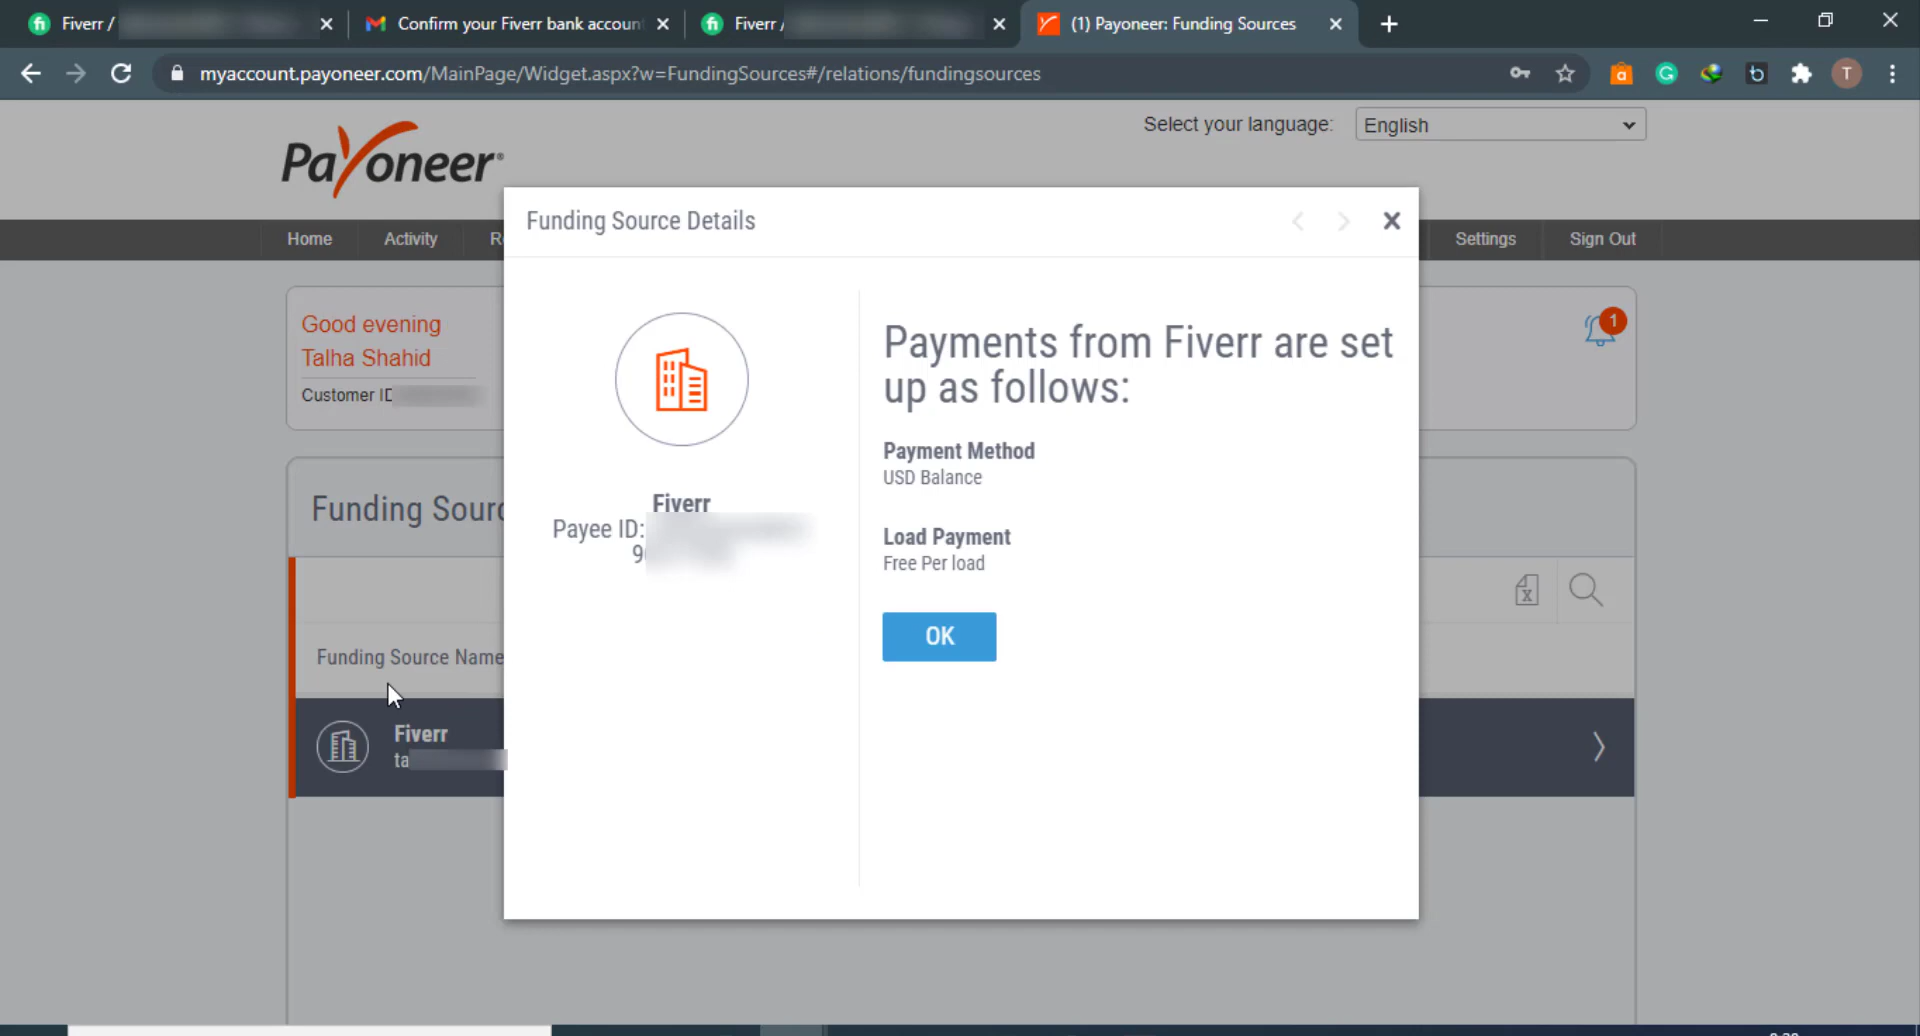 Fiverr /
Confirm your Fiverr bank accoun
Fiverr /
(1) Payoneer: Funding Sources
myaccount.payoneer.com/MainPage/Widget.aspx?w=FundingSources#/relations/fundingsources
T
Select your language:
English
Payoneer
Home
Activity
Settings
Sign Out
Good evening
Talha Shahid
Customer ID
1
Funding Sourc
Funding Source Name
Fiverr
ta
Funding Source Details
Fiverr
Payee ID:
9
Payments from Fiverr are set
up as follows:
Payment Method
USD Balance
Load Payment
Free Per load
OK